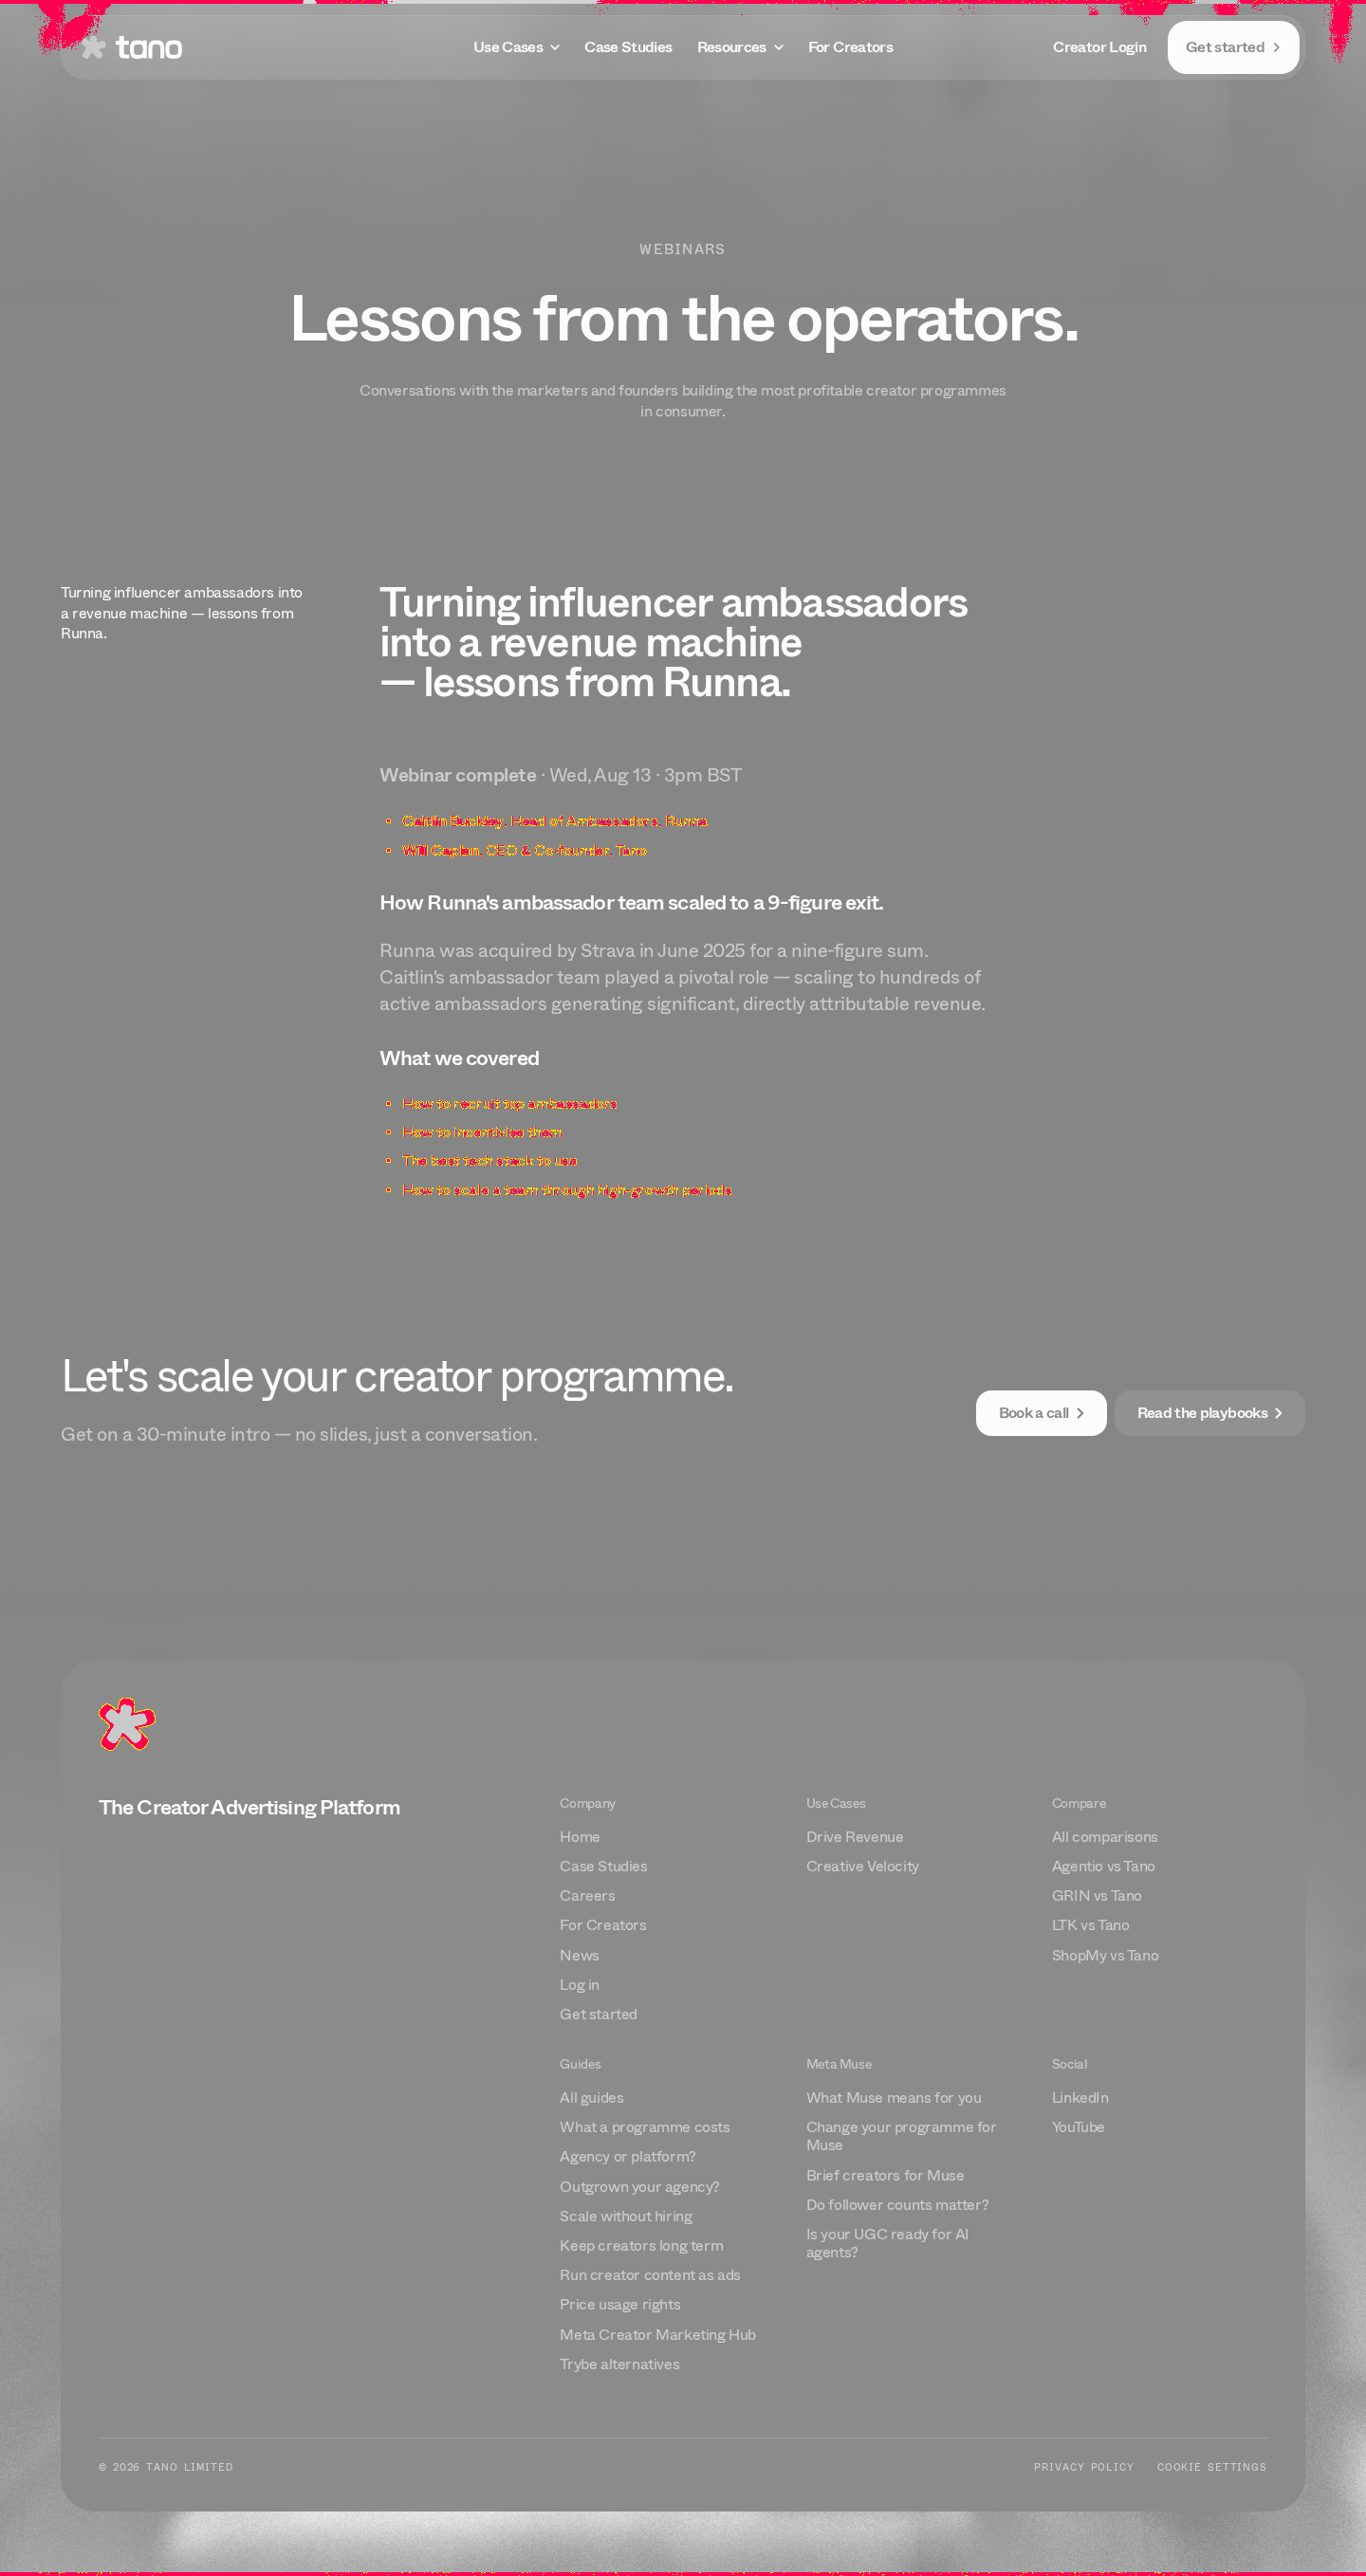 tano
Use Cases
Case Studies
Resources
For Creators
Creator Login
Get started
WEBINARS
Lessons from the operators.
Conversations with the marketers and founders building the most profitable creator programmes
in consumer.
Turning influencer ambassadors into
a revenue machine — lessons from
Runna.
Turning influencer ambassadors
into a revenue machine
— lessons from Runna.
Webinar complete · Wed, Aug 13 · 3pm BST
Caitlin Buckley, Head of Ambassadors, Runna
Will Caplan, CEO & Co-founder, Tano
How Runna's ambassador team scaled to a 9-figure exit.
Runna was acquired by Strava in June 2025 for a nine-figure sum.
Caitlin's ambassador team played a pivotal role — scaling to hundreds of
active ambassadors generating significant, directly attributable revenue.
What we covered
How to recruit top ambassadors
How to incentivise them
The best tech stack to use
How to scale a team through high-growth periods
Let's scale your creator programme.
Get on a 30-minute intro — no slides, just a conversation.
Book a call
Read the playbooks
The Creator Advertising Platform
Company
Home
Case Studies
Careers
For Creators
News
Log in
Get started
Use Cases
Drive Revenue
Creative Velocity
Compare
All comparisons
Agentio vs Tano
GRIN vs Tano
LTK vs Tano
ShopMy vs Tano
Guides
All guides
What a programme costs
Agency or platform?
Outgrown your agency?
Scale without hiring
Keep creators long term
Run creator content as ads
Price usage rights
Meta Creator Marketing Hub
Trybe alternatives
Meta Muse
What Muse means for you
Change your programme for
Muse
Brief creators for Muse
Do follower counts matter?
Is your UGC ready for AI
agents?
Social
LinkedIn
YouTube
© 2026 TANO LIMITED
PRIVACY POLICY
COOKIE SETTINGS